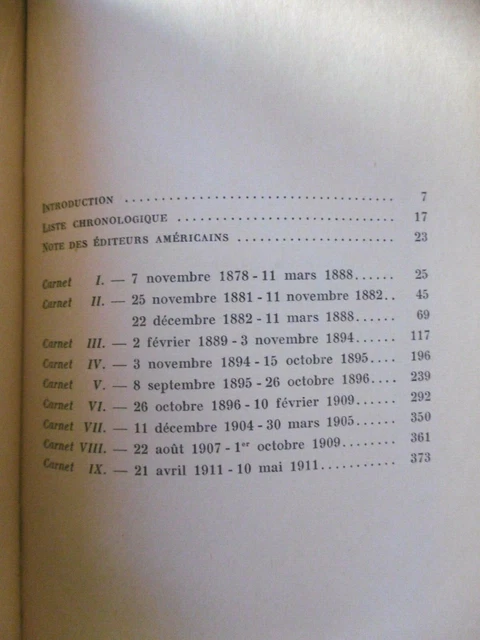 INTRODUCTION ..................................... 7
LISTE CHRONOLOGIQUE .............................. 17
NOTE DES ÉDITEURS AMÉRICAINS ...................... 23
Carnet I. — 7 novembre 1878 - 11 mars 1888...... 25
Carnet II. — 25 novembre 1881 - 11 novembre 1882.. 45
22 décembre 1882 - 11 mars 1888...... 69
Carnet III. — 2 février 1889 - 3 novembre 1894...... 117
Carnet IV. — 3 novembre 1894 - 15 octobre 1895.... 196
Carnet V. — 8 septembre 1895 - 26 octobre 1896.... 239
Carnet VI. — 26 octobre 1896 - 10 février 1909...... 292
Carnet VII. — 11 décembre 1904 - 30 mars 1905...... 350
Carnet VIII. — 22 août 1907 - 1er octobre 1909........ 361
Carnet IX. — 21 avril 1911 - 10 mai 1911........... 373